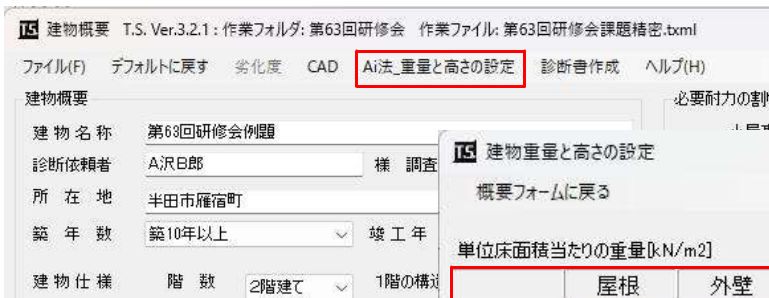 TS 建物概要 T.S. Ver.3.2.1 : 作業フォルダ: 第63回研修会 作業ファイル: 第63回研修会課題精密.txml
ファイル(F) デフォルトに戻す 劣化度 CAD Ai法_重量と高さの設定 診断書作成 ヘルプ(H)
建物概要
必要耐力の割
建物名称 第63回研修会例題
診断依頼者 A沢B郎 様 調査
所在地 半田市雁宿町
築年数 築10年以上 竣工年
建物仕様 階数 2階建て 1階の構造
TS 建物重量と高さの設定
概要フォームに戻る
単位床面積当たりの重量[kN/m2]
屋根 外壁